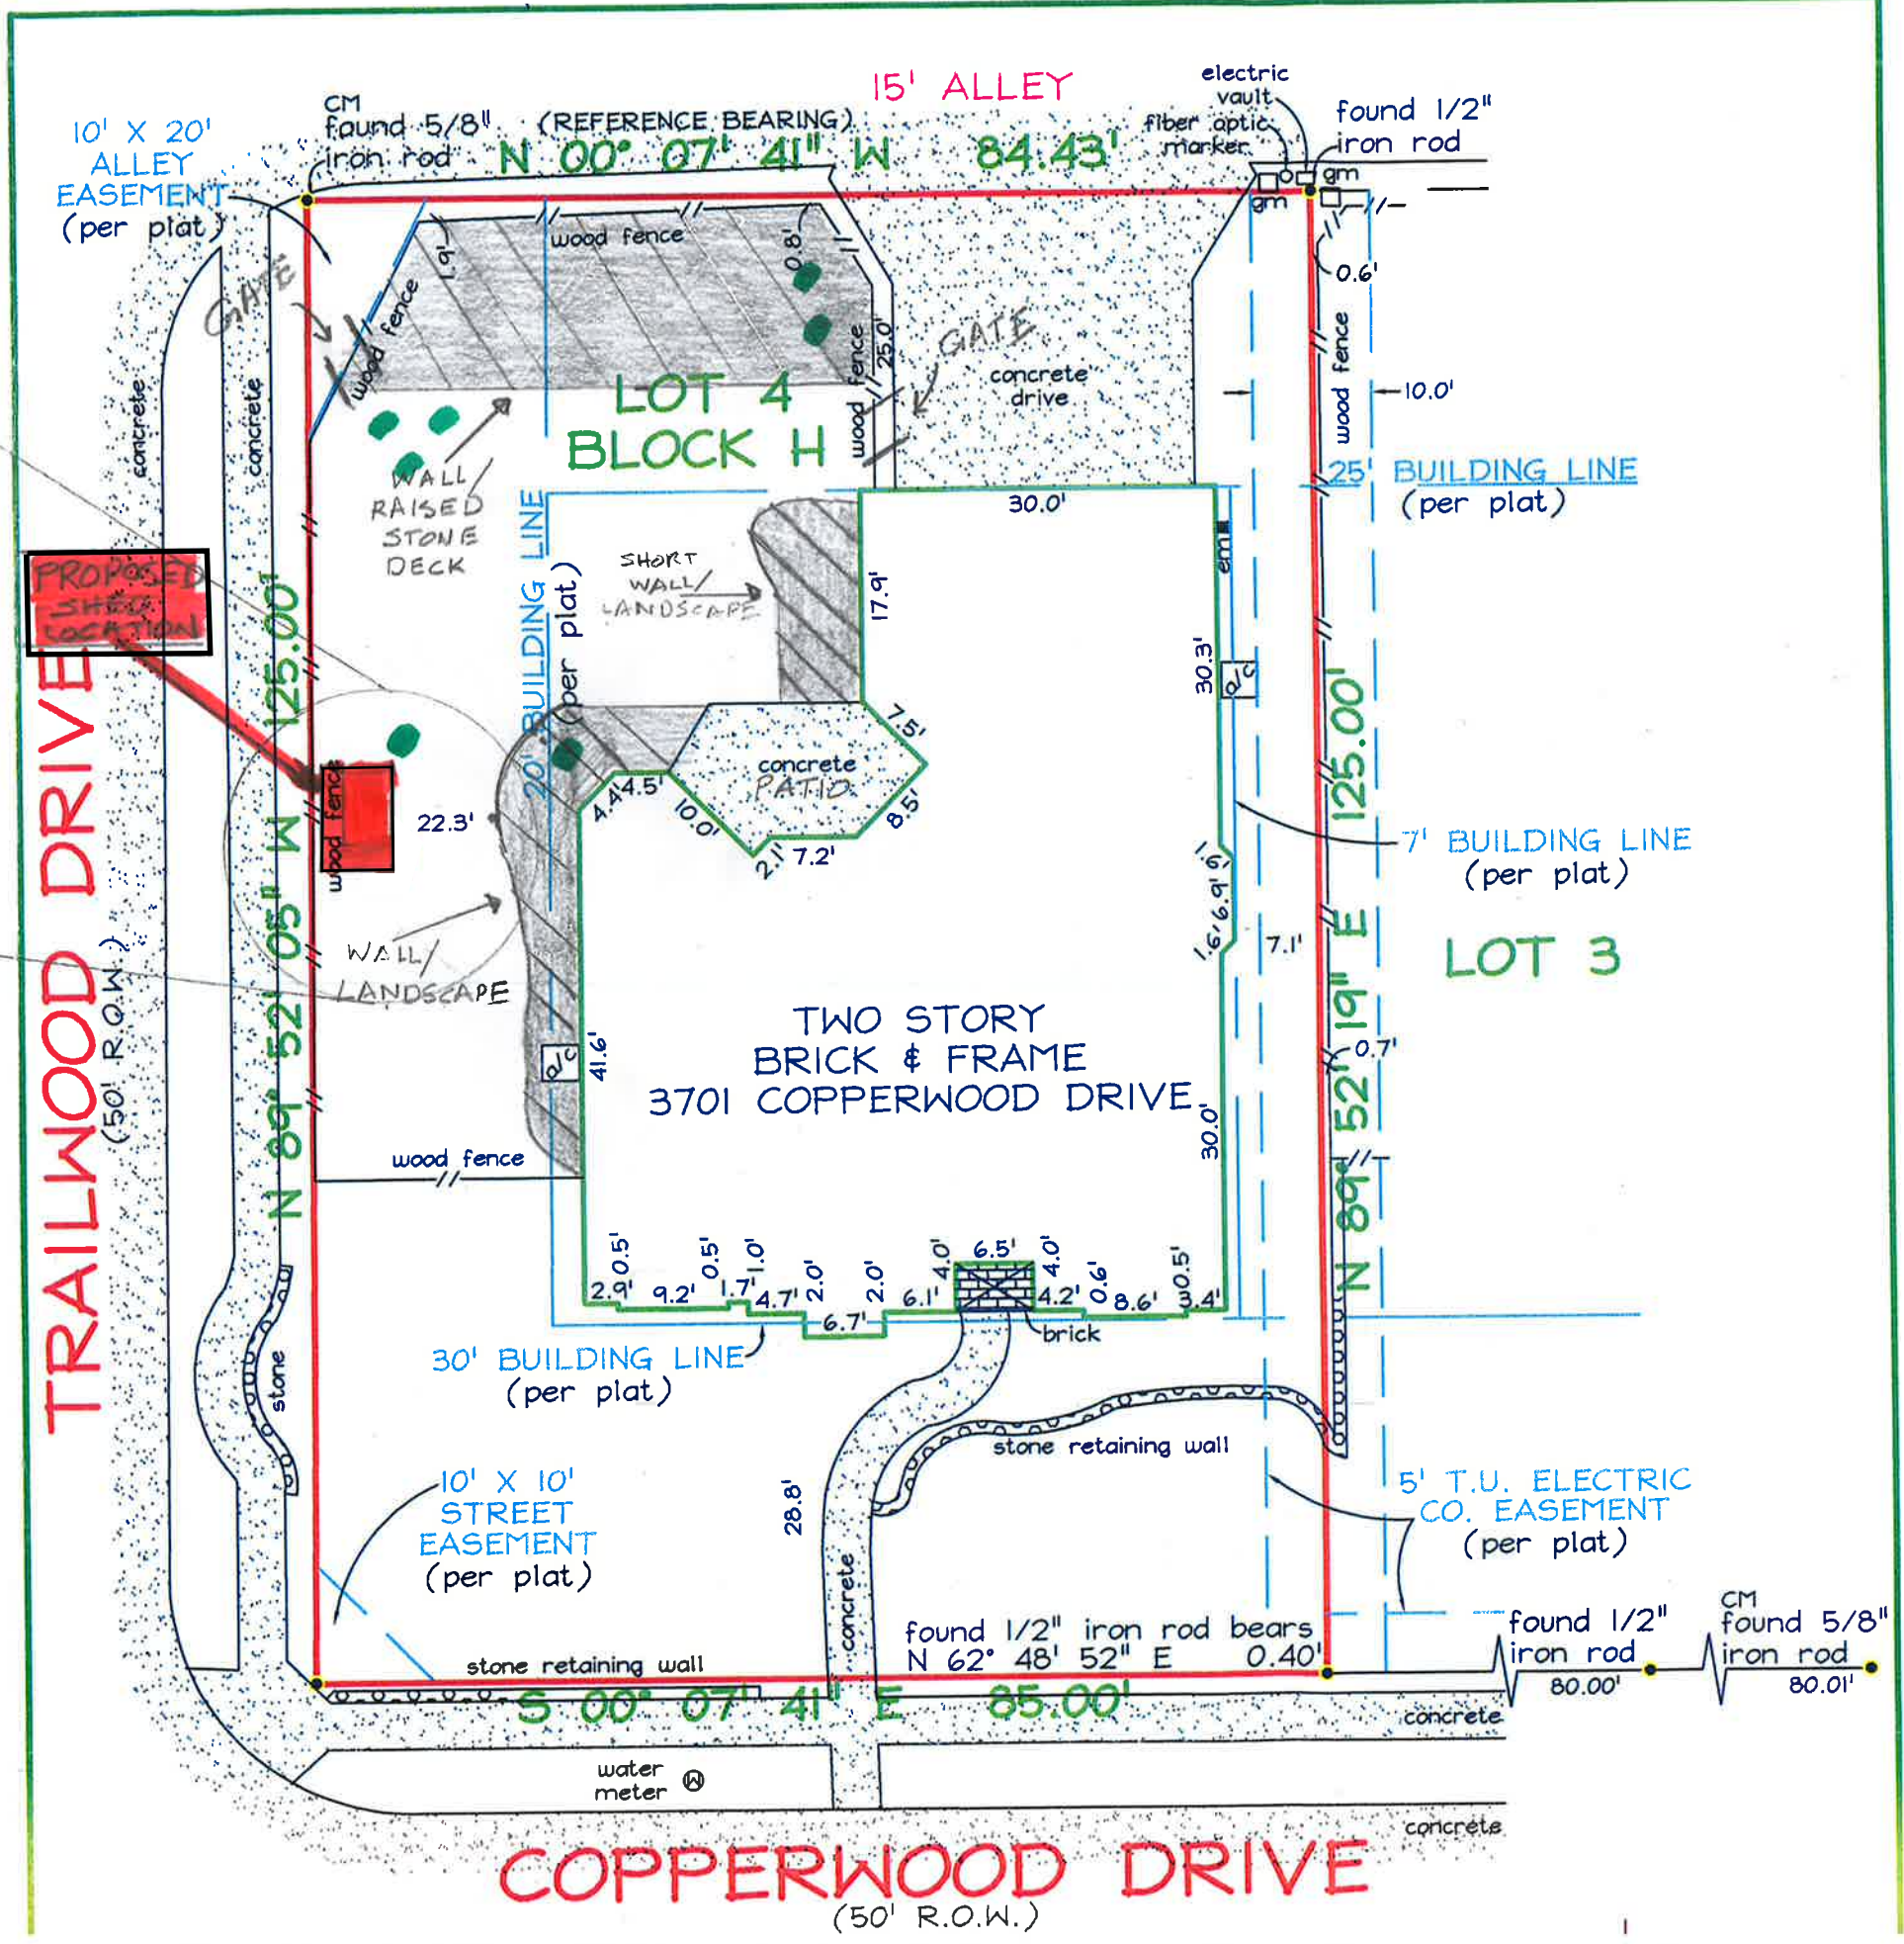 15' ALLEY
electric
vault
fiber optic
marker
found 1/2"
iron rod
CM
found 5/8"
iron rod
(REFERENCE BEARING)
N 00° 07' 41" W 84.43'
10' X 20'
ALLEY
EASEMENT
(per plat)
gm
gm
0.6'
GATE
wood fence
1.9'
wood fence
0.8'
wood fence
25.0'
GATE
concrete
drive
wood fence
10.0'
concrete
concrete
LOT 4
BLOCK H
WALL/
RAISED
STONE
DECK
25' BUILDING LINE
(per plat)
30.0'
em
20' BUILDING LINE
(per plat)
SHORT
WALL/
LANDSCAPE
17.9'
PROPOSED
SHED
LOCATION
30.3'
a/c
7.5'
concrete
PATIO
4.4'
4.5'
10.0'
2.1'
7.2'
8.5'
wood fence
22.3'
7' BUILDING LINE
(per plat)
1.6'
6.9'
1.6'
7.1'
LOT 3
N 89° 52' 05" W 125.00'
N 89° 52' 19" E 125.00'
TRAILWOOD DRIVE
(50' R.O.W.)
WALL/
LANDSCAPE
a/c
41.6'
TWO STORY
BRICK & FRAME
3701 COPPERWOOD DRIVE
0.7'
30.0'
wood fence
2.9'
0.5'
9.2'
0.5'
1.7'
1.0'
4.7'
2.0'
6.7'
2.0'
6.1'
4.0'
6.5'
4.0'
4.2'
0.6'
8.6'
0.5'
3.4'
brick
30' BUILDING LINE
(per plat)
stone
stone retaining wall
28.8'
10' X 10'
STREET
EASEMENT
(per plat)
5' T.U. ELECTRIC
CO. EASEMENT
(per plat)
concrete
found 1/2" iron rod bears
N 62° 48' 52" E 0.40'
found 1/2"
iron rod
80.00'
CM
found 5/8"
iron rod
80.01'
stone retaining wall
S 00° 07' 41" E 85.00'
concrete
water
meter
W
concrete
COPPERWOOD DRIVE
(50' R.O.W.)